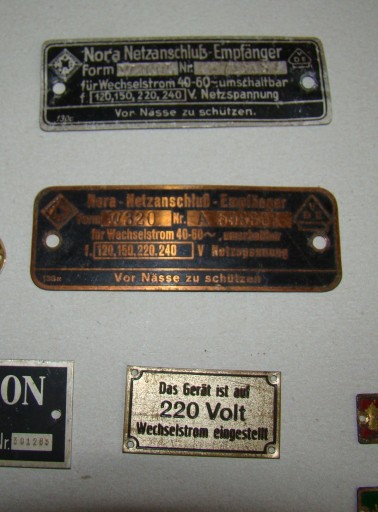 Nora Netzanschluß-Empfänger
Form Nr.
für Wechselstrom 40-60~, umschaltbar
f. 120, 150, 220, 240 V. Netzspannung
Vor Nässe zu schützen.
Nora-Netzanschluß-Empfänger
Form W320 Nr. A
für Wechselstrom 40-60~, umschaltbar
f. 120, 150, 220, 240 V Netzspannung
Vor Nässe zu schützen
ON
Nr.
Das Gerät ist auf
220 Volt
Wechselstrom eingestellt